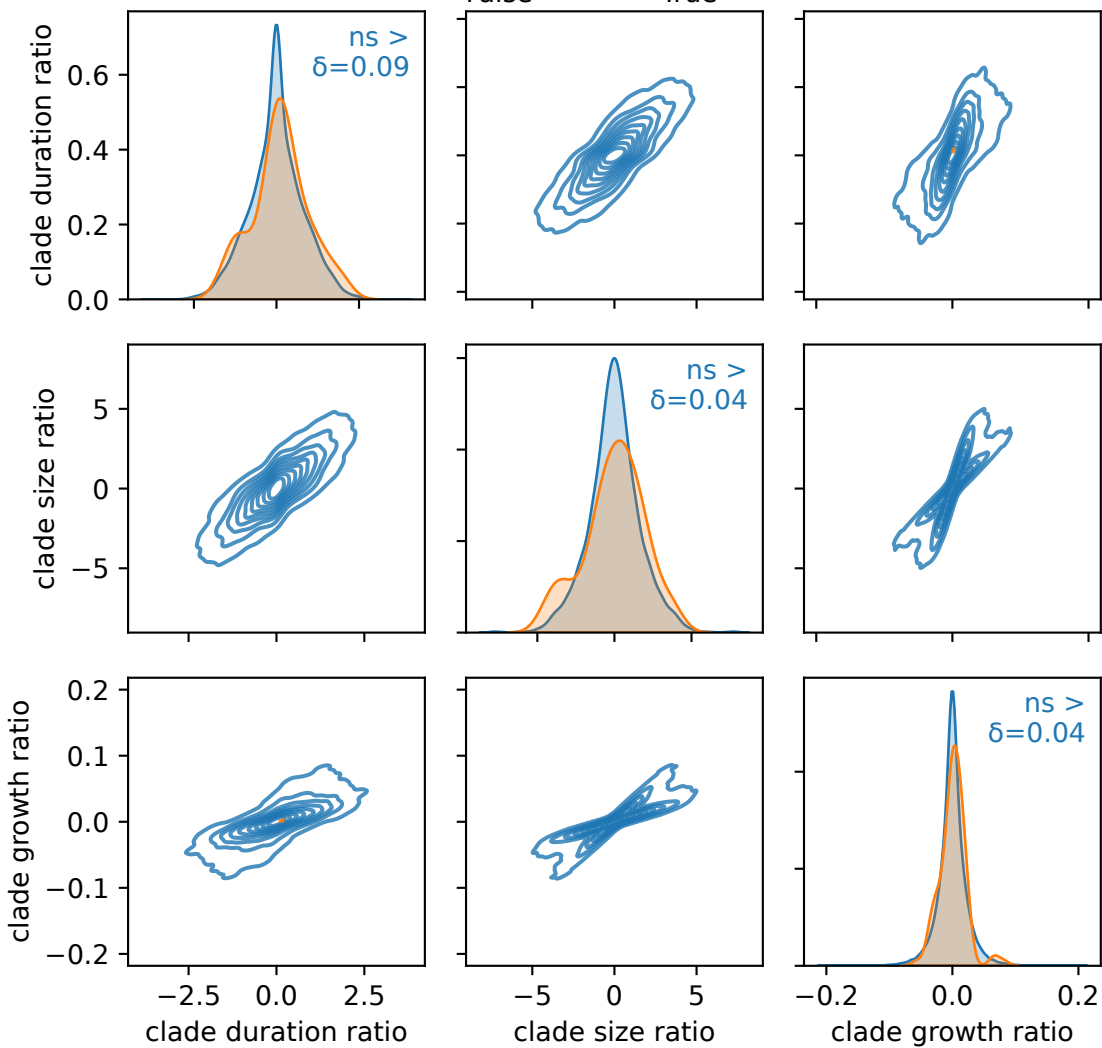 clade duration ratio
0.6
0.4
0.2
0.0
ns >
δ=0.09
clade size ratio
5
0
−5
ns >
δ=0.04
clade growth ratio
0.2
0.1
0.0
−0.1
−0.2
ns >
δ=0.04
−2.5 0.0 2.5
−5 0 5
−0.2 0.0 0.2
clade duration ratio
clade size ratio
clade growth ratio